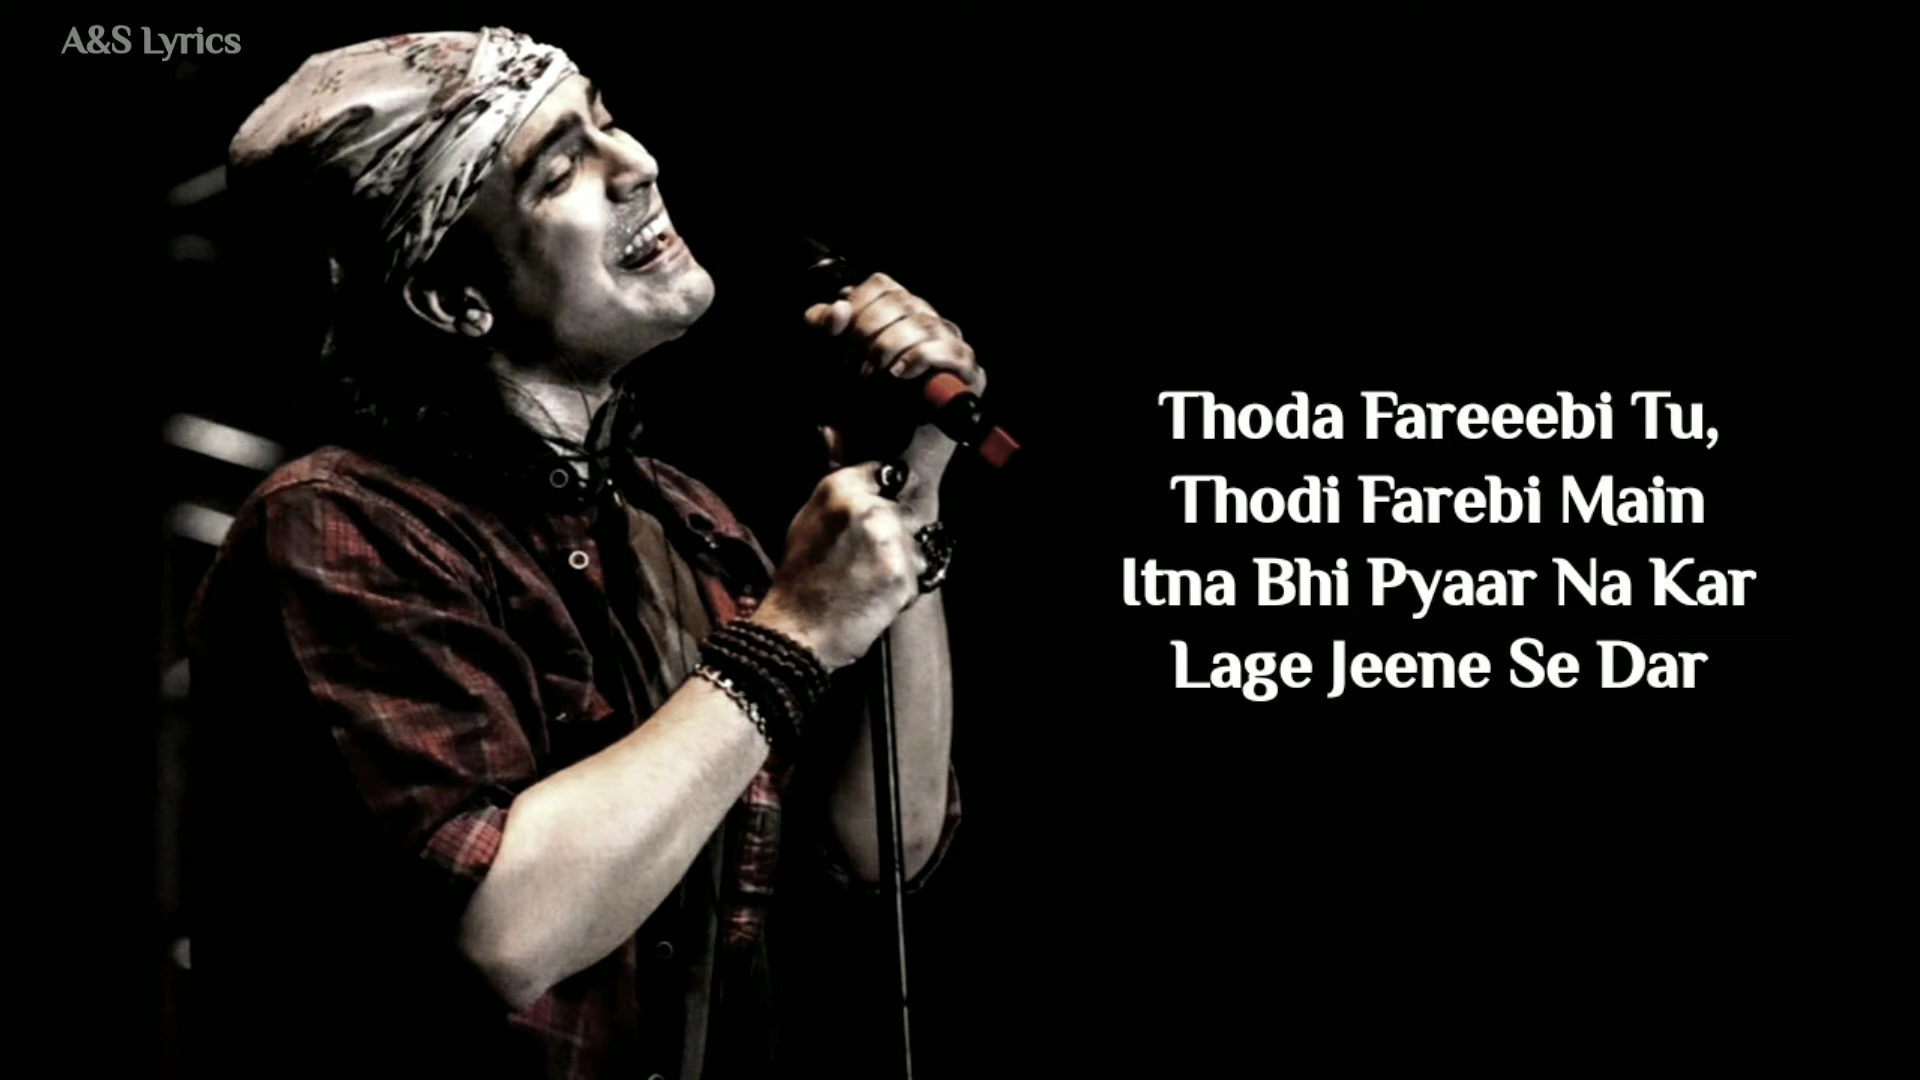 A&S Lyrics
Thoda Fareeebi Tu,
Thodi Farebi Main
Itna Bhi Pyaar Na Kar
Lage Jeene Se Dar